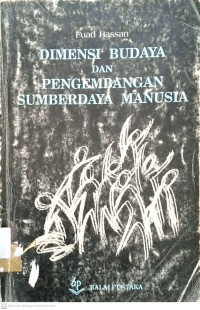 Fuad Hassan
DIMENSI BUDAYA
DAN
PENGEMBANGAN
SUMBERDAYA MANUSIA
BALAI PUSTAKA